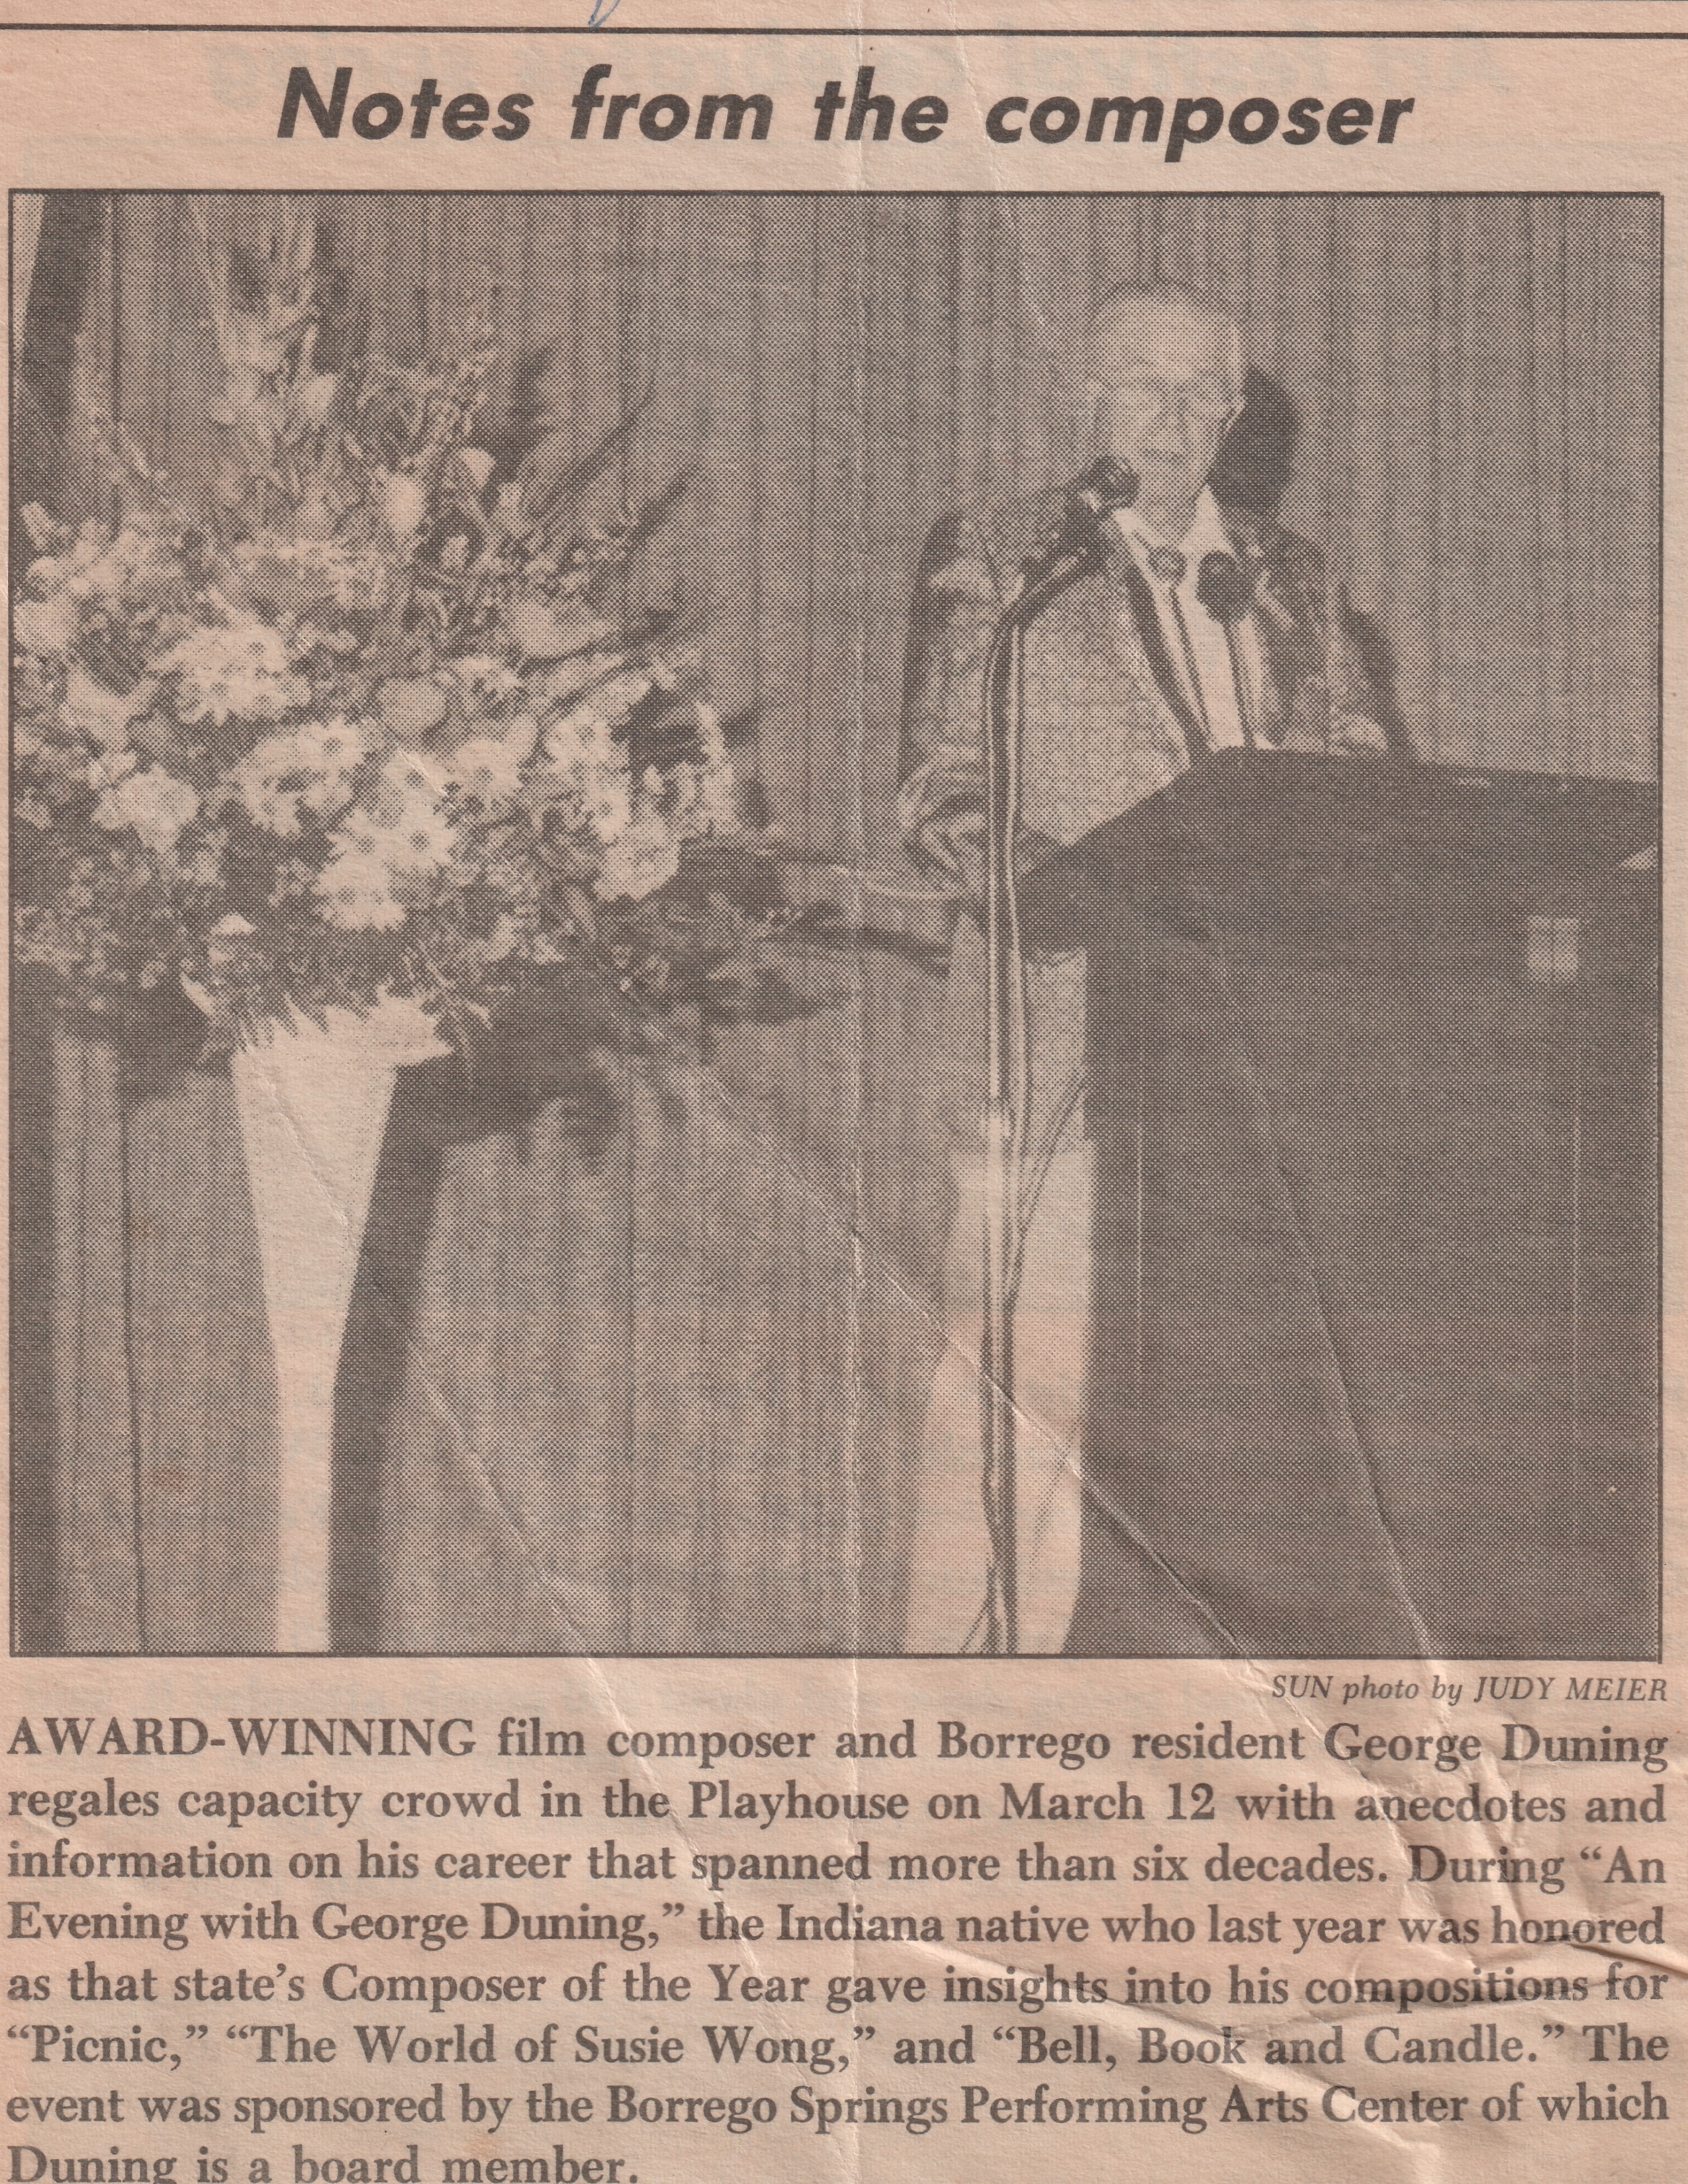 Notes from the composer
SUN photo by JUDY MEIER
AWARD-WINNING film composer and Borrego resident George Duning
regales capacity crowd in the Playhouse on March 12 with anecdotes and
information on his career that spanned more than six decades. During “An
Evening with George Duning,” the Indiana native who last year was honored
as that state’s Composer of the Year gave insights into his compositions for
“Picnic,” “The World of Susie Wong,” and “Bell, Book and Candle.” The
event was sponsored by the Borrego Springs Performing Arts Center of which
Duning is a board member.